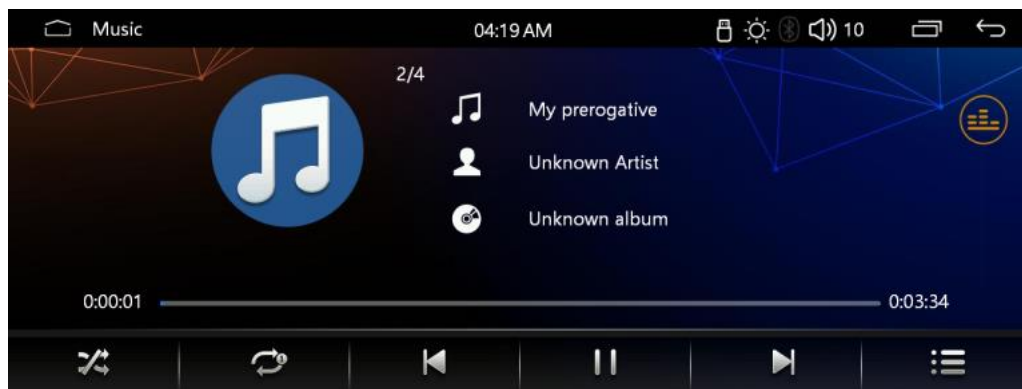 Music 04:19 AM 10
2/4
My prerogative
Unknown Artist
Unknown album
0:00:01 0:03:34